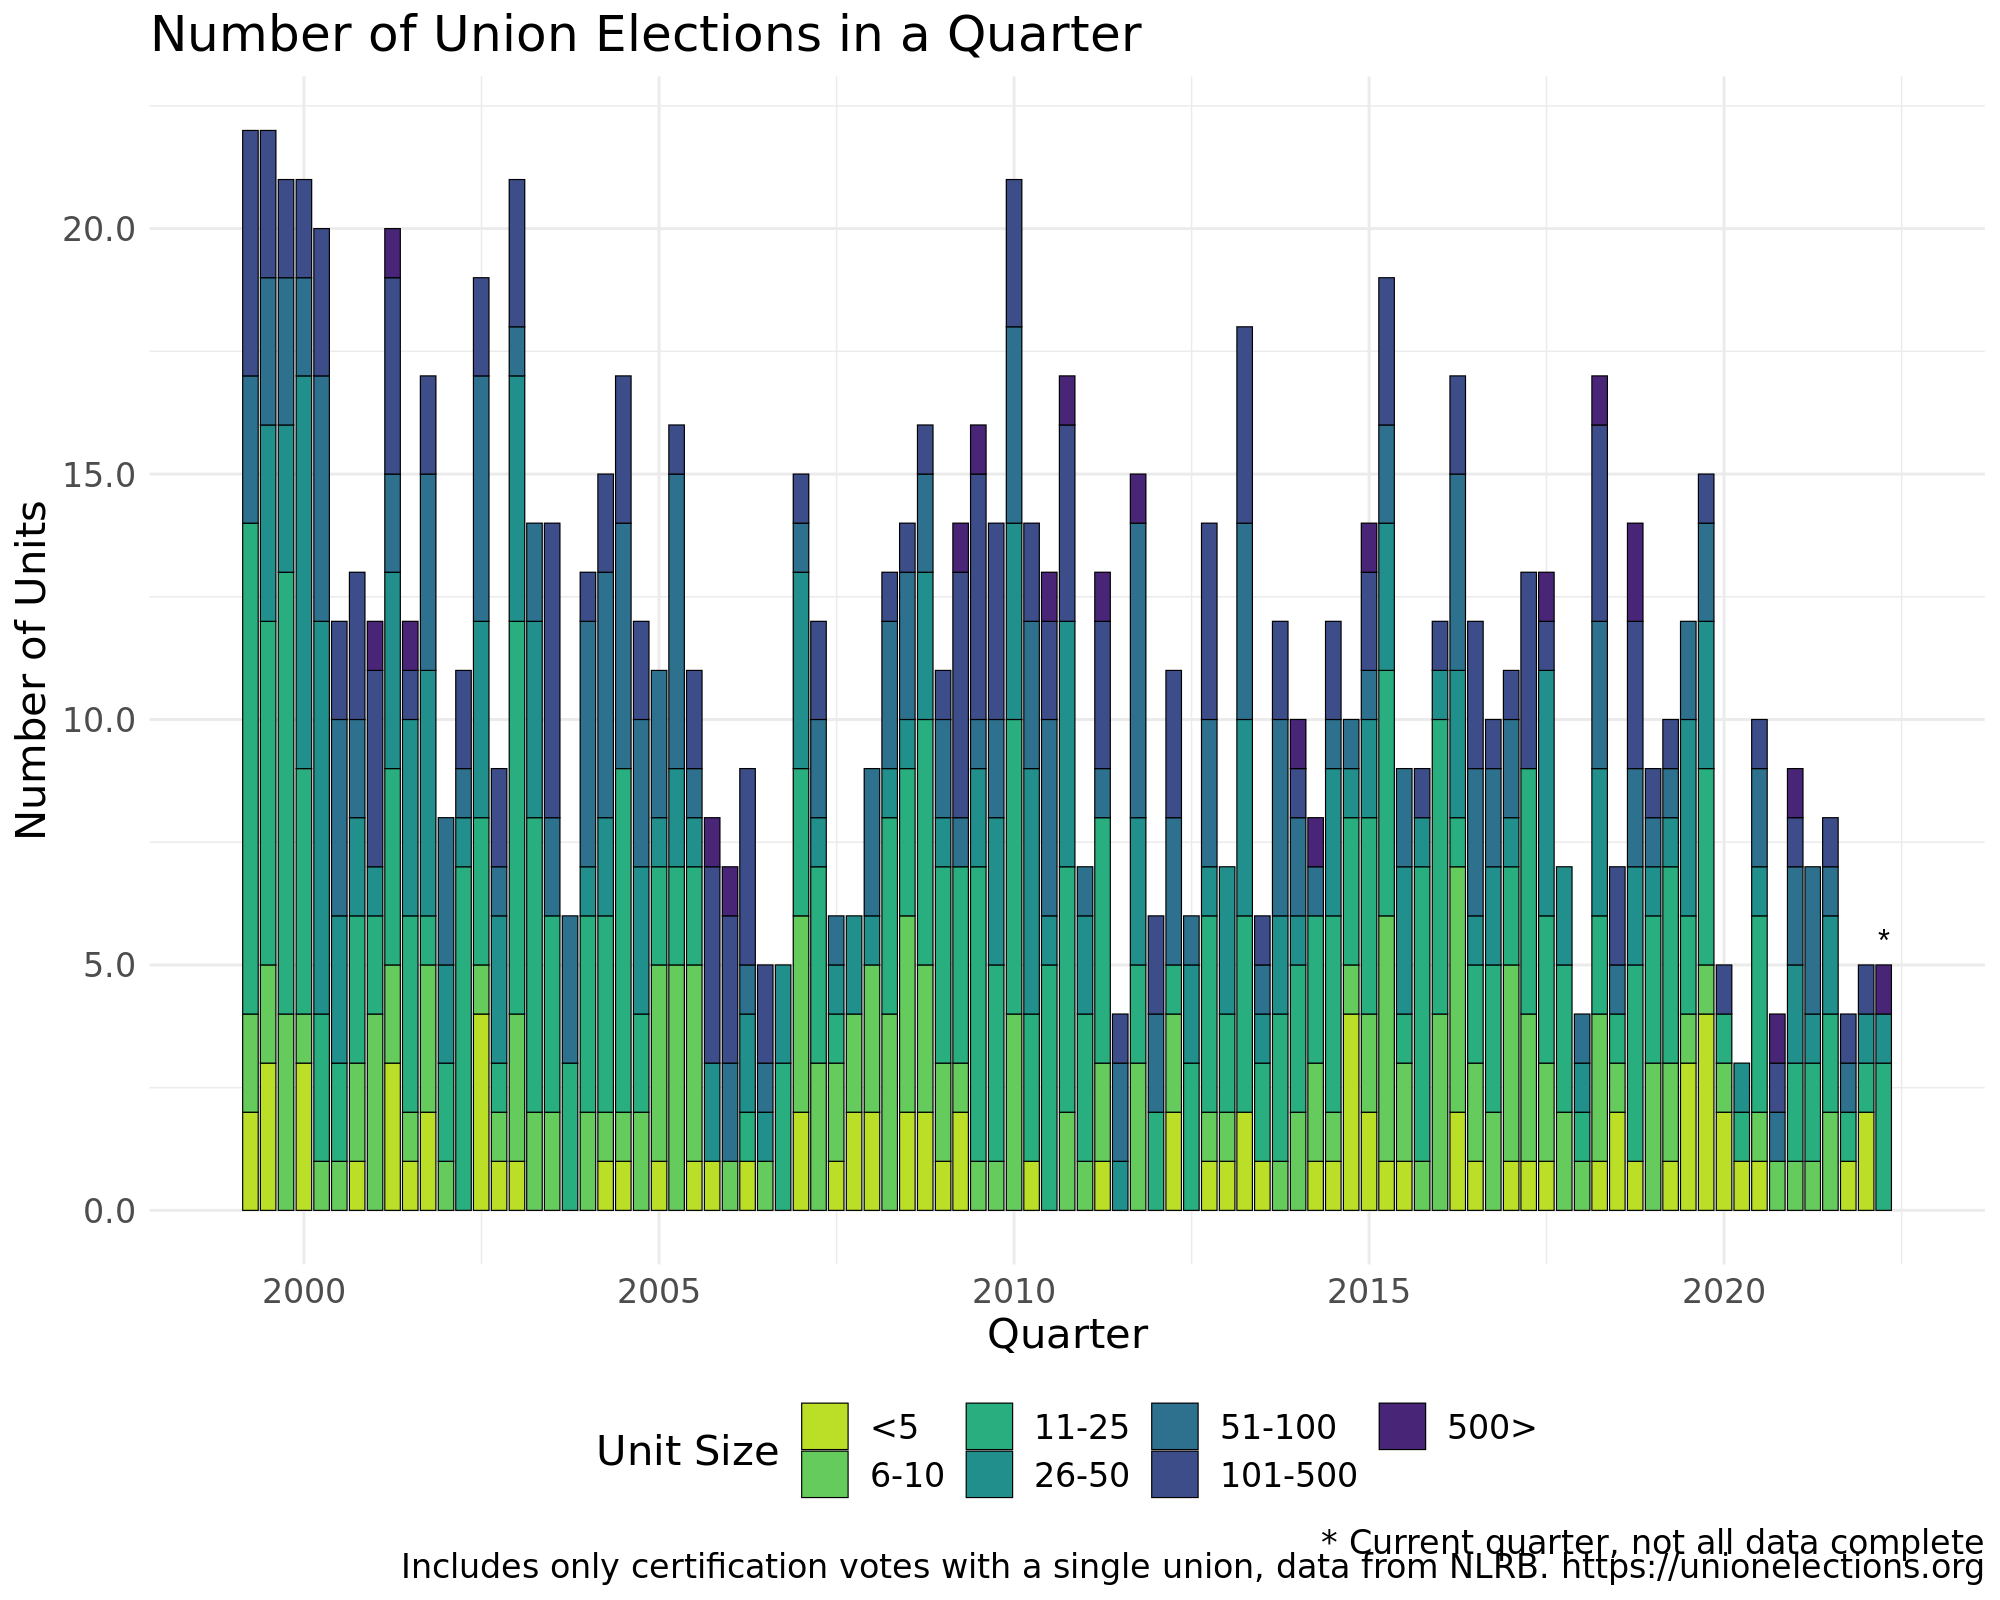 Number of Union Elections in a Quarter
Number of Units
20.0
15.0
10.0
5.0
0.0
*
2000 2005 2010 2015 2020
Quarter
Unit Size
<5 11-25 51-100 500>
6-10 26-50 101-500
* Current quarter, not all data complete
Includes only certification votes with a single union, data from NLRB. https://unionelections.org